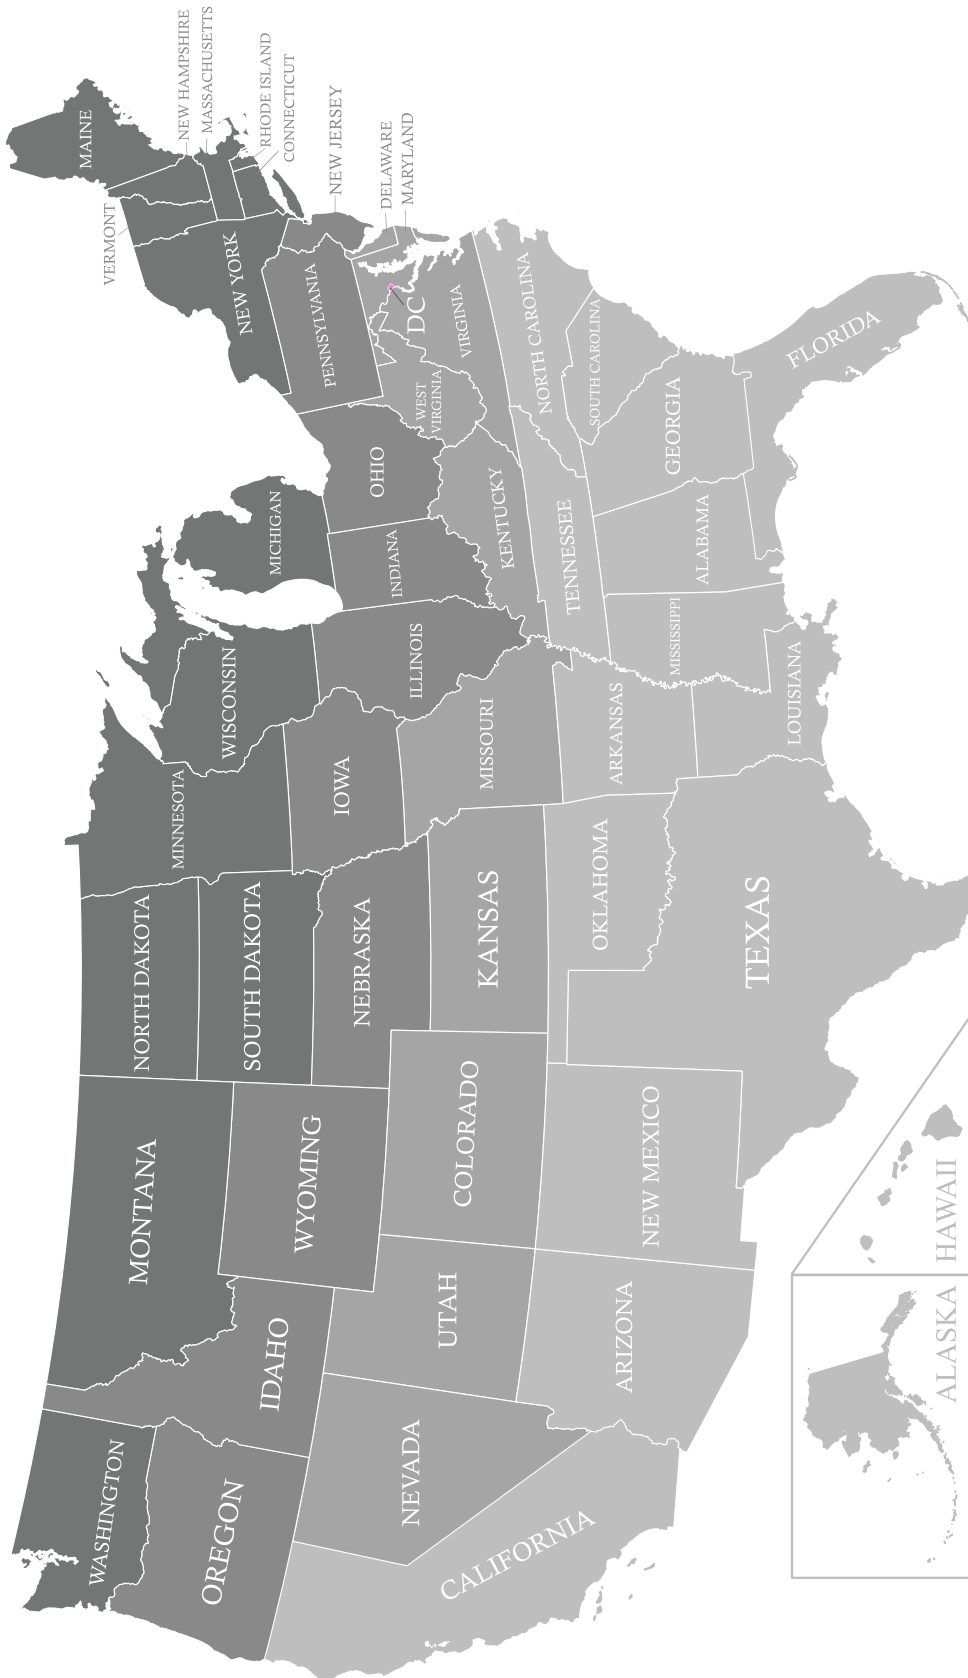 WASHINGTON
OREGON
CALIFORNIA
NEVADA
IDAHO
MONTANA
WYOMING
UTAH
ARIZONA
COLORADO
NEW MEXICO
NORTH DAKOTA
SOUTH DAKOTA
NEBRASKA
KANSAS
OKLAHOMA
TEXAS
MINNESOTA
IOWA
MISSOURI
ARKANSAS
LOUISIANA
WISCONSIN
ILLINOIS
MISSISSIPPI
MICHIGAN
INDIANA
KENTUCKY
TENNESSEE
ALABAMA
OHIO
WEST
VIRGINIA
VIRGINIA
NORTH CAROLINA
SOUTH CAROLINA
GEORGIA
FLORIDA
PENNSYLVANIA
NEW YORK
DC
VERMONT
MAINE
NEW HAMPSHIRE
MASSACHUSETTS
RHODE ISLAND
CONNECTICUT
NEW JERSEY
DELAWARE
MARYLAND
ALASKA
HAWAII